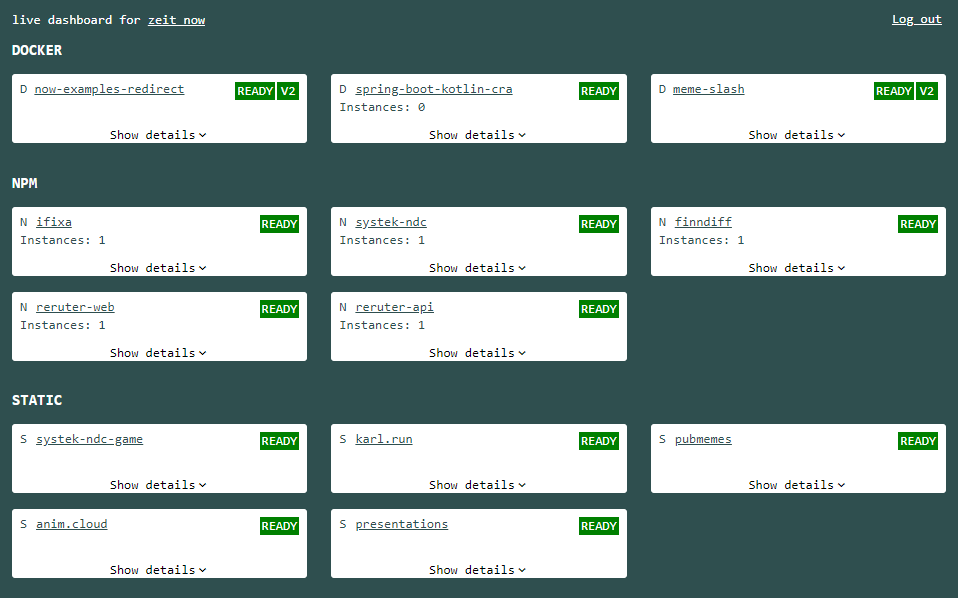 live dashboard for zeit now
Log out
DOCKER
D now-examples-redirect READY V2
Show details
D spring-boot-kotlin-cra READY
Instances: 0
Show details
D meme-slash READY V2
Show details
NPM
N ifixa READY
Instances: 1
Show details
N systek-ndc READY
Instances: 1
Show details
N finndiff READY
Instances: 1
Show details
N reruter-web READY
Instances: 1
Show details
N reruter-api READY
Instances: 1
Show details
STATIC
S systek-ndc-game READY
Show details
S karl.run READY
Show details
S pubmemes READY
Show details
S anim.cloud READY
Show details
S presentations READY
Show details